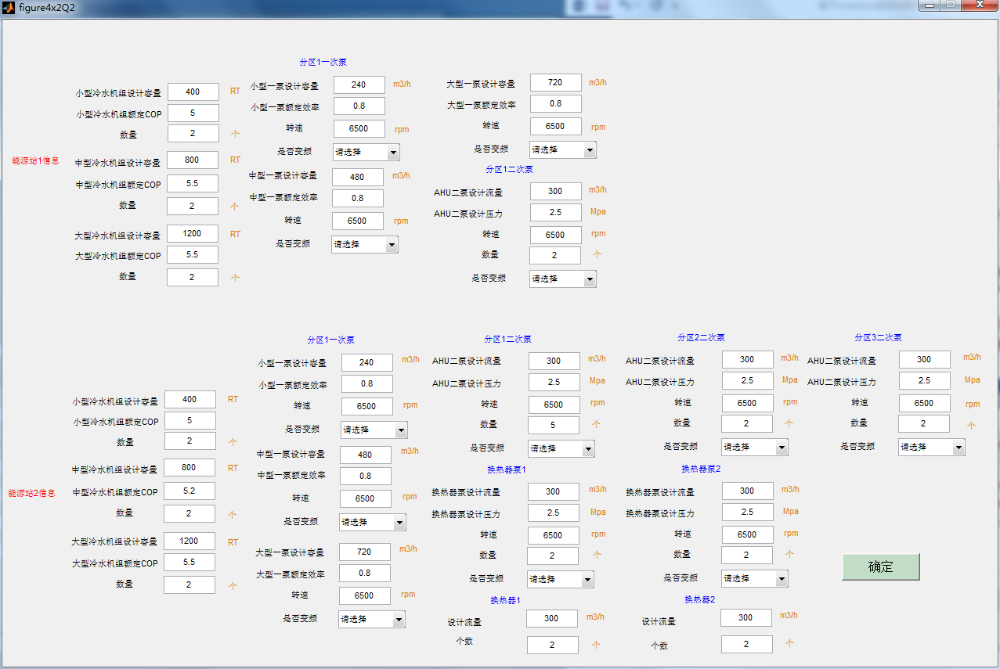 figure4x2Q2
分区1一次泵
小型冷水机组设计容量 400 RT 小型一泵设计容量 240 m3/h 大型一泵设计容量 720 m3/h
小型冷水机组额定COP 5 小型一泵额定效率 0.8 大型一泵额定效率 0.8
数量 2 个 转速 6500 rpm 转速 6500 rpm
是否变频 请选择 是否变频 请选择
能源站1信息 中型冷水机组设计容量 800 RT 分区1二次泵
中型冷水机组额定COP 5.5 中型一泵设计容量 480 m3/h AHU二泵设计流量 300 m3/h
数量 2 个 中型一泵额定效率 0.8 AHU二泵设计压力 2.5 Mpa
大型冷水机组设计容量 1200 RT 转速 6500 rpm 转速 6500 rpm
大型冷水机组额定COP 5.5 是否变频 请选择 数量 2 个
数量 2 个 是否变频 请选择
分区1一次泵 分区1二次泵 分区2二次泵 分区3二次泵
小型一泵设计容量 240 m3/h AHU二泵设计流量 300 m3/h AHU二泵设计流量 300 m3/h AHU二泵设计流量 300 m3/h
小型一泵额定效率 0.8 AHU二泵设计压力 2.5 Mpa AHU二泵设计压力 2.5 Mpa AHU二泵设计压力 2.5 Mpa
小型冷水机组设计容量 400 RT 转速 6500 rpm 转速 6500 rpm 转速 6500 rpm 转速 6500 rpm
小型冷水机组额定COP 5 是否变频 请选择 数量 5 个 数量 2 个 数量 2 个
数量 2 个 是否变频 请选择 是否变频 请选择 是否变频 请选择
中型冷水机组设计容量 800 RT 中型一泵设计容量 480 m3/h 换热器泵1 换热器泵2
能源站2信息 中型冷水机组额定COP 5.2 中型一泵额定效率 0.8 换热器泵设计流量 300 m3/h 换热器泵设计流量 300 m3/h
数量 2 个 转速 6500 rpm 换热器泵设计压力 2.5 Mpa 换热器泵设计压力 2.5 Mpa
是否变频 请选择 转速 6500 rpm 转速 6500 rpm
大型冷水机组设计容量 1200 RT 大型一泵设计容量 720 m3/h 数量 2 个 数量 2 个
大型冷水机组额定COP 5.5 大型一泵额定效率 0.8 是否变频 请选择 是否变频 请选择 确定
数量 2 个 转速 6500 rpm 换热器1 换热器2
是否变频 请选择 设计流量 300 m3/h 设计流量 300 m3/h
个数 2 个 个数 2 个